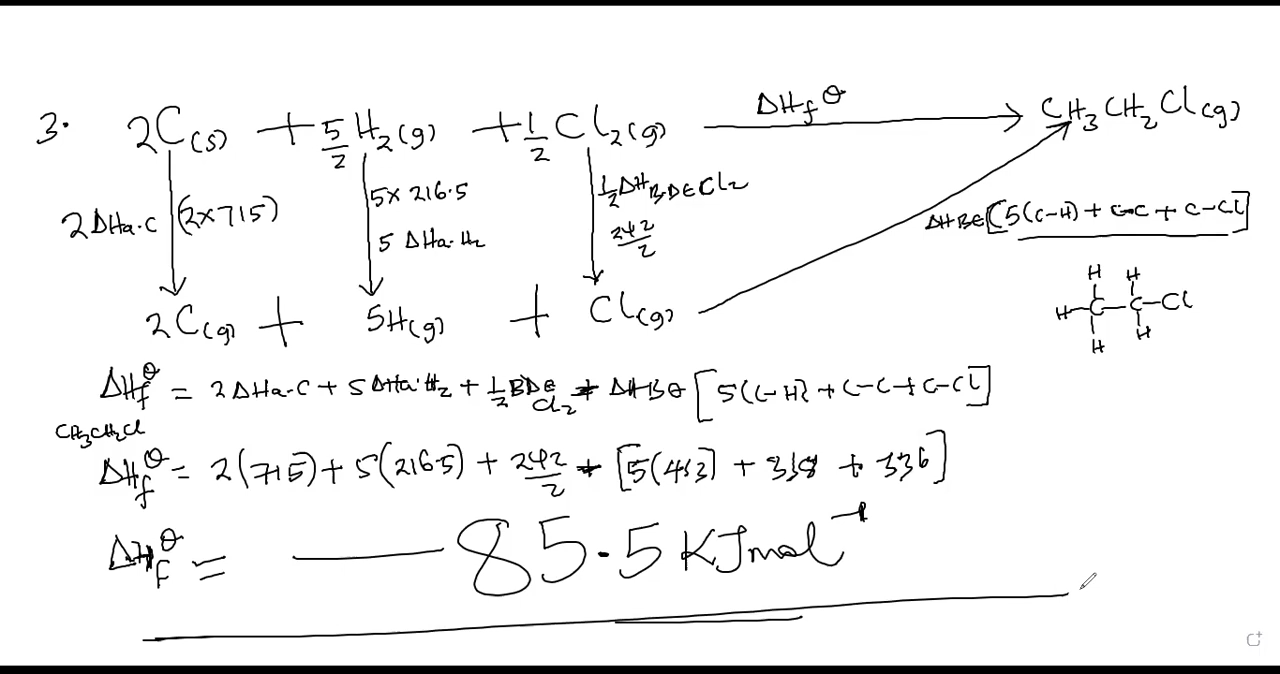 3. 2C(s) + 5/2 H₂(g) + 1/2 Cl₂(g) ΔHf⊖ → CH₃CH₂Cl(g)
2ΔHa·C (2×715)
5×216.5
5 ΔHa·H₂
1/2 ΔH BDE Cl₂
242/2
ΔHBE[5(C-H) + C-C + C-Cl]
2C(g) + 5H(g) + Cl(g)
H H
H-C-C-Cl
H H
ΔHf⊖ = 2ΔHa·C + 5ΔHa·H₂ + 1/2 BDE Cl₂ + ΔHBE [5(C-H) + C-C + C-Cl]
CH₃CH₂Cl
ΔHf⊖ = 2(715) + 5(216.5) + 242/2 + [5(413) + + 336]
ΔHf⊖ = — 85.5 KJmol⁻¹